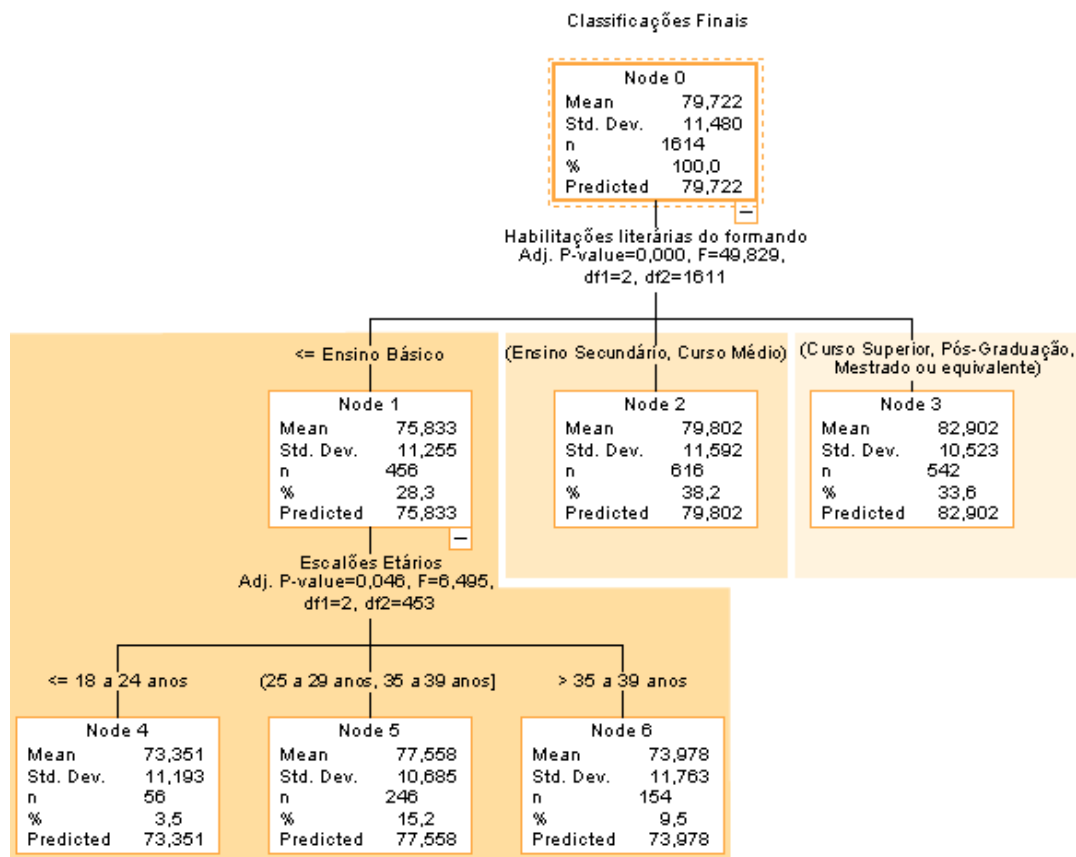 Classificações Finais
Node 0
Mean 79,722
Std. Dev. 11,480
n 1614
% 100,0
Predicted 79,722
Habilitações literárias do formando
Adj. P-value=0,000, F=49,829,
df1=2, df2=1611
<= Ensino Básico
(Ensino Secundário, Curso Médio)
(Curso Superior, Pós-Graduação,
Mestrado ou equivalente)
Node 1
Mean 75,833
Std. Dev. 11,255
n 456
% 28,3
Predicted 75,833
Node 2
Mean 79,802
Std. Dev. 11,592
n 616
% 38,2
Predicted 79,802
Node 3
Mean 82,902
Std. Dev. 10,523
n 542
% 33,6
Predicted 82,902
Escalões Etários
Adj. P-value=0,046, F=6,495,
df1=2, df2=453
<= 18 a 24 anos
(25 a 29 anos, 35 a 39 anos]
> 35 a 39 anos
Node 4
Mean 73,351
Std. Dev. 11,193
n 56
% 3,5
Predicted 73,351
Node 5
Mean 77,558
Std. Dev. 10,685
n 246
% 15,2
Predicted 77,558
Node 6
Mean 73,978
Std. Dev. 11,763
n 154
% 9,5
Predicted 73,978